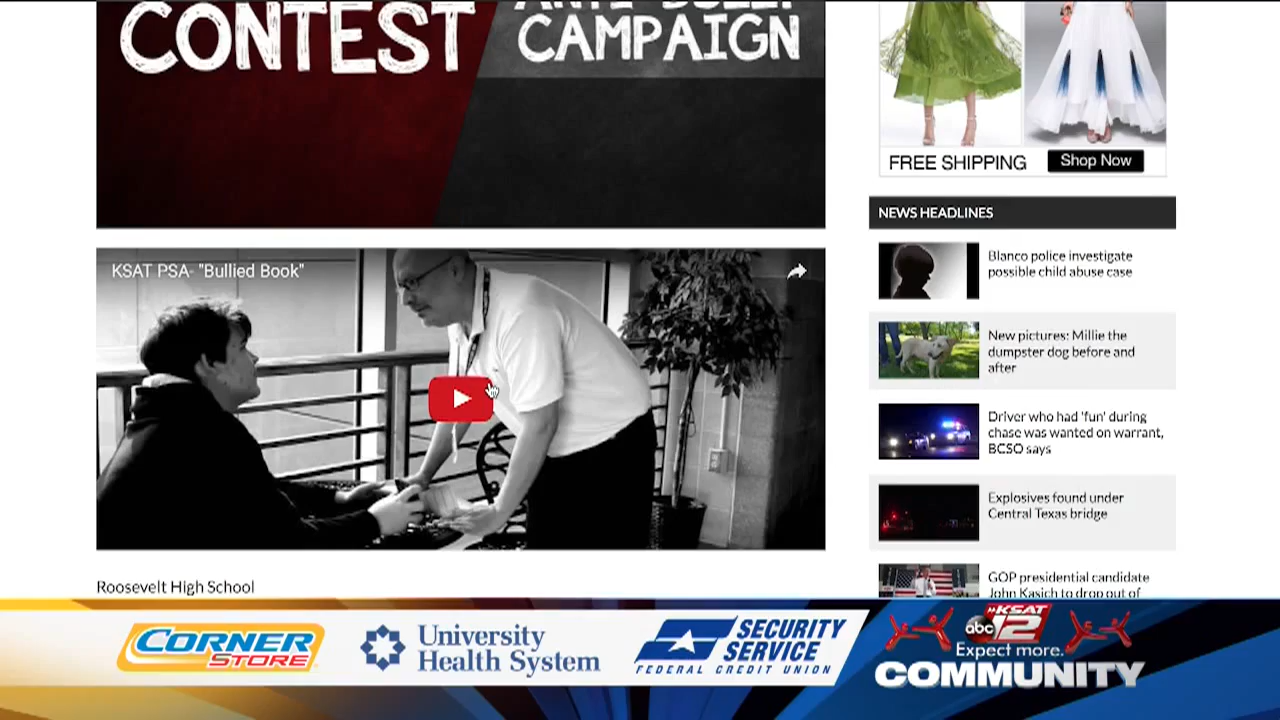 CONTEST
ANTI-BULLY
CAMPAIGN
FREE SHIPPING
Shop Now
NEWS HEADLINES
Blanco police investigate
possible child abuse case
New pictures: Millie the
dumpster dog before and
after
Driver who had 'fun' during
chase was wanted on warrant,
BCSO says
Explosives found under
Central Texas bridge
GOP presidential candidate
John Kasich to drop out of
KSAT PSA- "Bullied Book"
Roosevelt High School
CORNER
STORE
University
Health System
SECURITY
SERVICE
FEDERAL CREDIT UNION
KSAT
abc 12
Expect more.
COMMUNITY